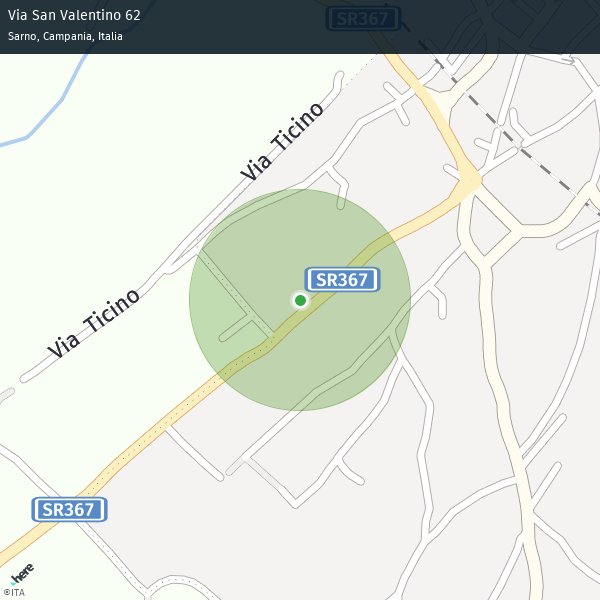 Via San Valentino 62
Sarno, Campania, Italia
SR367
Via Ticino
SR367
Via Ticino
SR367
here
©ITA